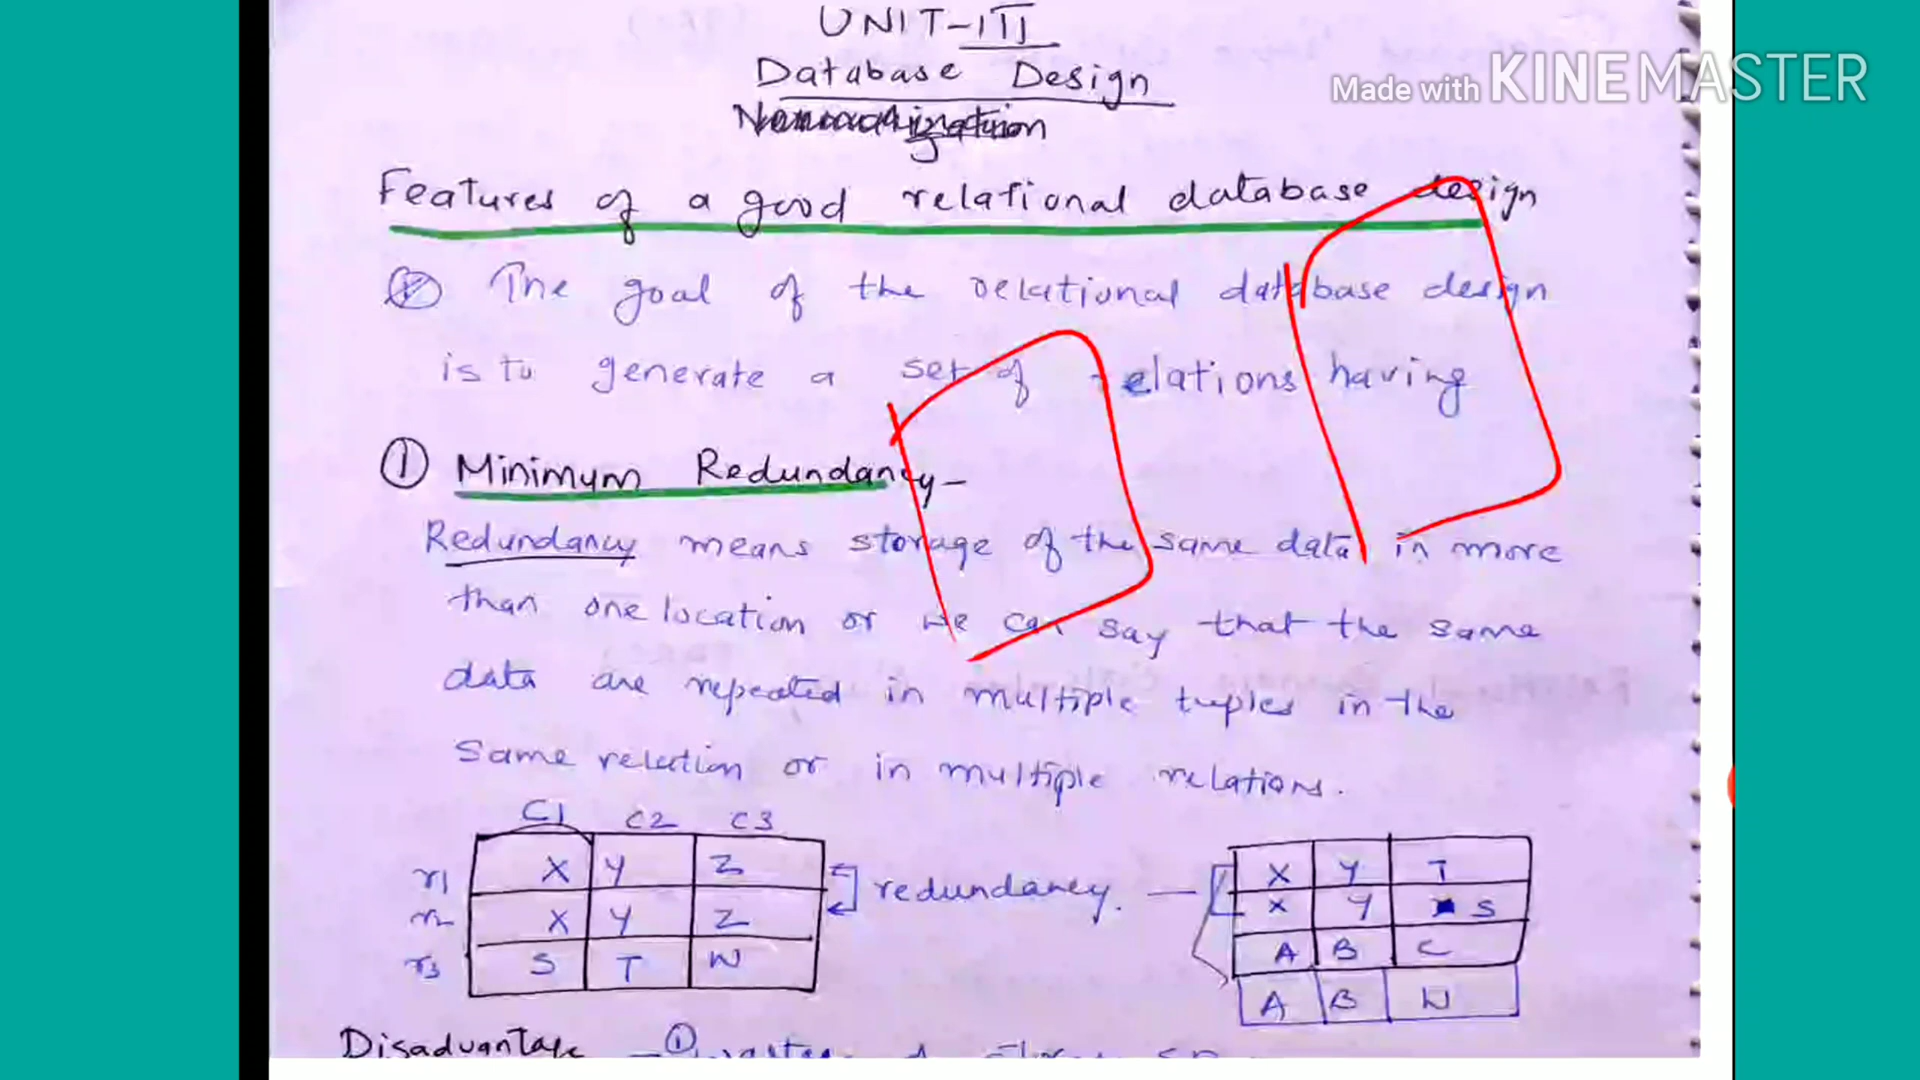 UNIT-III
Database Design
Made with KINEMASTER
Features of a good relational database design
The goal of the relational database design
is to generate a set of relations having
① Minimum Redundancy-
Redundancy means storage of the same data in more
than one location or we can say that the same
data are repeated in multiple tuples in the
Same relation or in multiple relations.
C1 C2 C3
r1 X Y Z
r2 X Y Z
r3 S T W
redundancy.
X Y T
X Y S
A B C
A B W
Disadvantage - ①